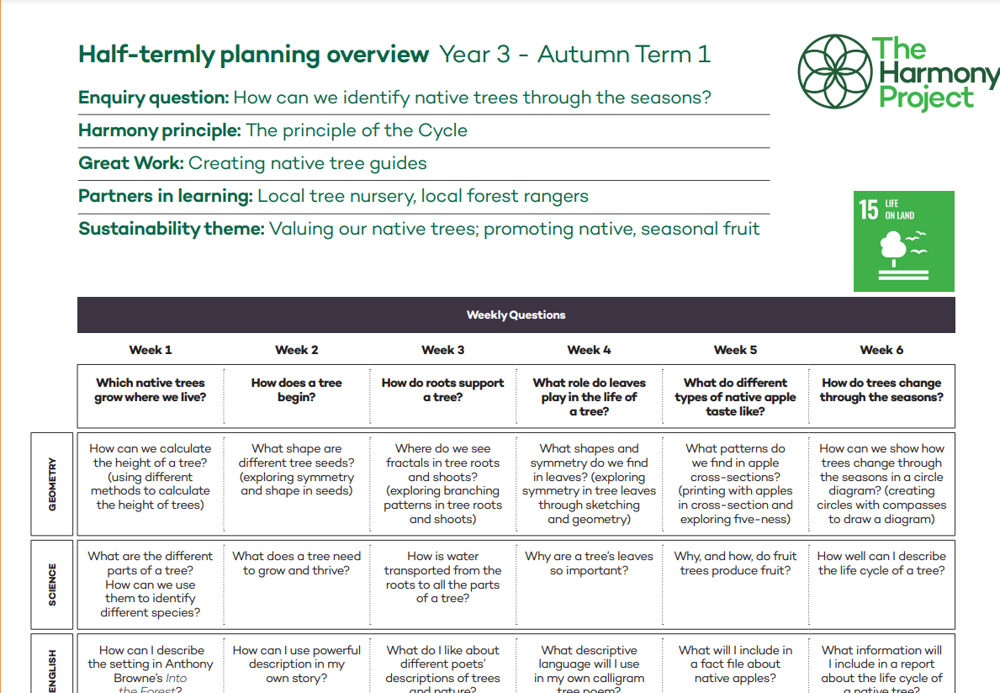 Half-termly planning overview Year 3 - Autumn Term 1
The
Harmony
Project
Enquiry question: How can we identify native trees through the seasons?
Harmony principle: The principle of the Cycle
Great Work: Creating native tree guides
Partners in learning: Local tree nursery, local forest rangers
Sustainability theme: Valuing our native trees; promoting native, seasonal fruit
15 LIFE
ON LAND
Weekly Questions
Week 1 Week 2 Week 3 Week 4 Week 5 Week 6
Which native trees
grow where we live?
How does a tree
begin?
How do roots support
a tree?
What role do leaves
play in the life of
a tree?
What do different
types of native apple
taste like?
How do trees change
through the seasons?
GEOMETRY
How can we calculate
the height of a tree?
(using different
methods to calculate
the height of trees)
What shape are
different tree seeds?
(exploring symmetry
and shape in seeds)
Where do we see
fractals in tree roots
and shoots?
(exploring branching
patterns in tree roots
and shoots)
What shapes and
symmetry do we find
in leaves? (exploring
symmetry in tree leaves
through sketching
and geometry)
What patterns do
we find in apple
cross-sections?
(printing with apples
in cross-section and
exploring five-ness)
How can we show how
trees change through
the seasons in a circle
diagram? (creating
circles with compasses
to draw a diagram)
SCIENCE
What are the different
parts of a tree?
How can we use
them to identify
different species?
What does a tree need
to grow and thrive?
How is water
transported from the
roots to all the parts
of a tree?
Why are a tree's leaves
so important?
Why, and how, do fruit
trees produce fruit?
How well can I describe
the life cycle of a tree?
ENGLISH
How can I describe
the setting in Anthony
Browne's Into
the Forest?
How can I use powerful
description in my
own story?
What do I like about
different poets'
descriptions of trees
and nature?
What descriptive
language will I use
in my own calligram
tree poem?
What will I include in
a fact file about
native apples?
What information will
I include in a report
about the life cycle of
a native tree?